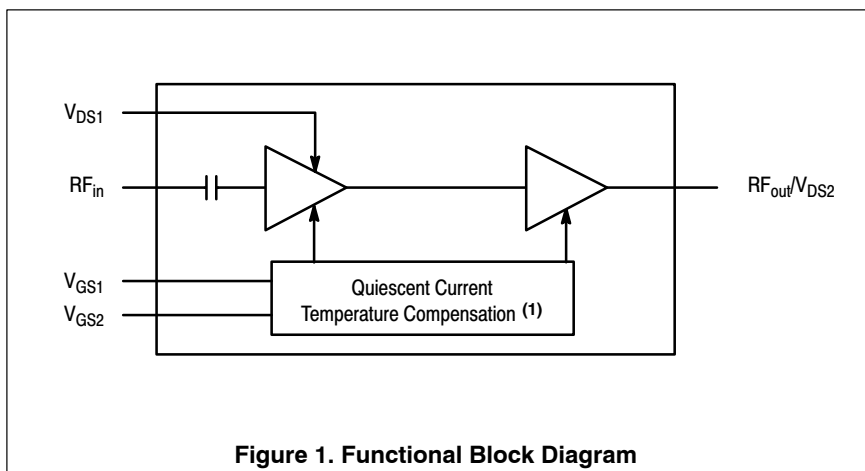 V_DS1
RF_in
RF_out/V_DS2
V_GS1
V_GS2
Quiescent Current
Temperature Compensation (1)
Figure 1. Functional Block Diagram